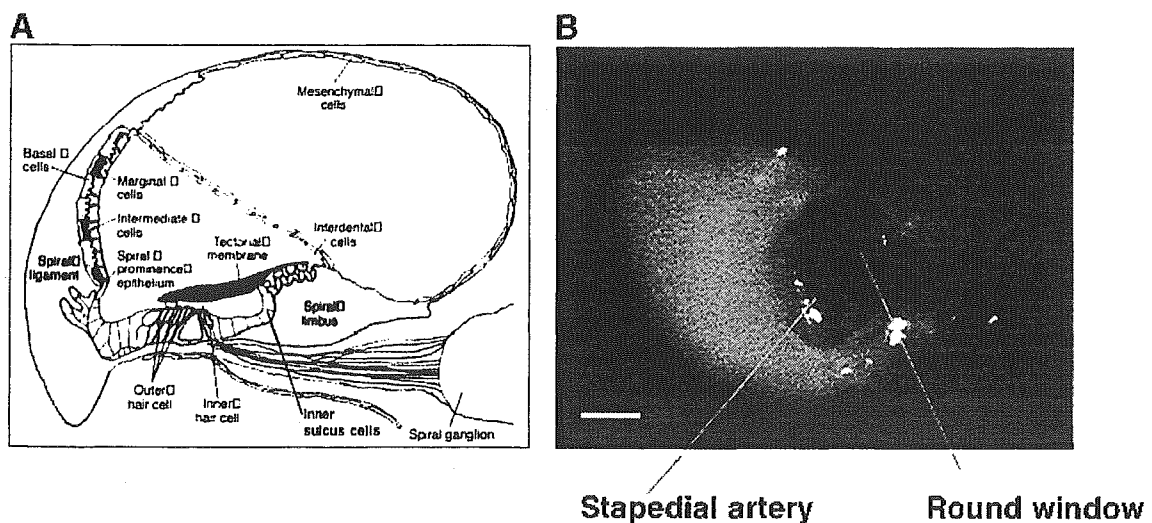 A
B
Mesenchymal□
cells
Basal □
cells
Marginal □
cells
Intermediate □
cells
Interdental□
cells
Tectorial□
membrane
Spiral□
ligament
Spiral □
prominence□
epithelium
Spiral□
limbus
Outer□
hair cell
Inner□
hair cell
Inner
sulcus cells
Spiral ganglion
Stapedial artery
Round window